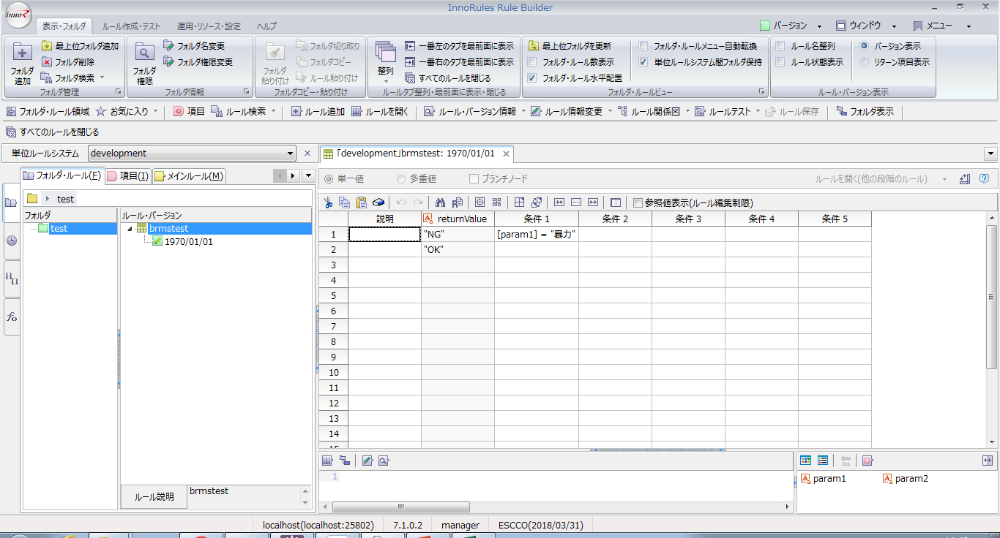 InnoRules Rule Builder
innoR
表示・フォルダ ルール作成・テスト 運用・リソース・設定 ヘルプ バージョン ウィンドウ メニュー
フォルダ追加 最上位フォルダ追加 フォルダ権限 フォルダ名変更 フォルダ貼り付け フォルダ切り取り 整列 一番左のタブを最前面に表示 最上位フォルダを更新 フォルダ・ルールメニュー自動転換 ルール名整列 バージョン表示
フォルダ削除 フォルダ権限変更 フォルダコピー 一番右のタブを最前面に表示 フォルダ・ルール数表示 単位ルールシステム間フォルダ保持 ルール状態表示 リターン項目表示
フォルダ検索 ルール貼り付け すべてのルールを閉じる フォルダ・ルール水平配置
フォルダ管理 フォルダ情報 フォルダコピー・貼り付け ルールタブ整列・最前面に表示・閉じる フォルダ・ルールビュー ルール・バージョン表示
フォルダ・ルール領域 お気に入り 項目 ルール検索 ルール追加 ルールを開く ルール・バージョン情報 ルール情報変更 ルール関係図 ルールテスト ルール保存 フォルダ表示
すべてのルールを閉じる
単位ルールシステム development 「development」brmstest: 1970/01/01
フォルダ・ルール(F) 項目(I) メインルール(M) 単一値 多重値 ブランチノード ルールを開く(他の段階のルール)
test
参照値表示(ルール編集制限)
フォルダ ルール・バージョン 説明 returnValue 条件 1 条件 2 条件 3 条件 4 条件 5
test brmstest
1970/01/01
1 "NG" [param1] = "暴力"
2 "OK"
3
4
5
6
7
8
9
10
11
12
13
14
15
1
param1 param2
ルール説明 brmstest
localhost(localhost:25802) 7.1.0.2 manager ESCCO(2018/03/31)